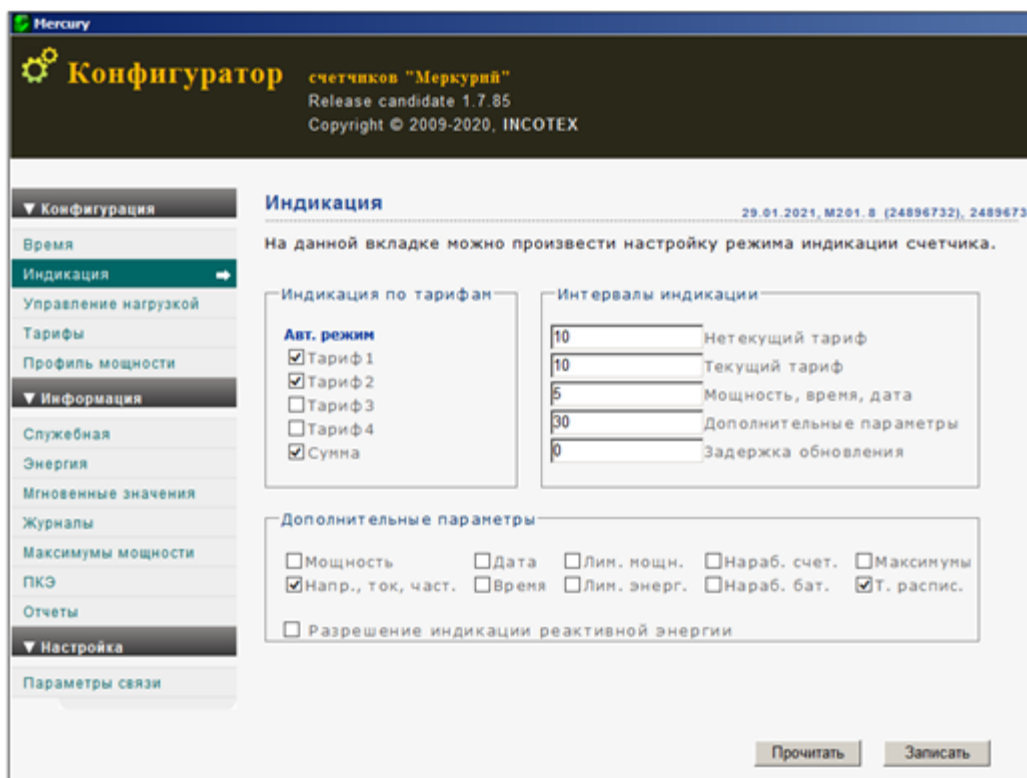 Mercury
Конфигуратор счетчиков "Меркурий"
Release candidate 1.7.85
Copyright © 2009-2020, INCOTEX
▼ Конфигурация
Время
Индикация
Управление нагрузкой
Тарифы
Профиль мощности
▼ Информация
Служебная
Энергия
Мгновенные значения
Журналы
Максимумы мощности
ПКЭ
Отчеты
▼ Настройка
Параметры связи
Индикация
29.01.2021, M201.8 (24896732), 2489673
На данной вкладке можно произвести настройку режима индикации счетчика.
Индикация по тарифам
Авт. режим
Тариф 1
Тариф 2
Тариф 3
Тариф 4
Сумма
Интервалы индикации
10 Нетекущий тариф
10 Текущий тариф
5 Мощность, время, дата
30 Дополнительные параметры
0 Задержка обновления
Дополнительные параметры
Мощность Дата Лим. мощн. Нараб. счет. Максимумы
Напр., ток, част. Время Лим. энерг. Нараб. бат. Т. распис.
Разрешение индикации реактивной энергии
Прочитать Записать